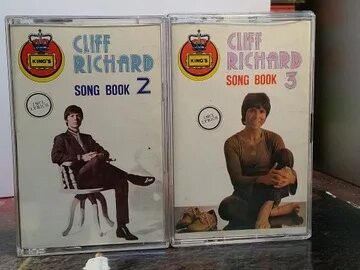 KING'S
CLIFF
RICHARD
SONG BOOK 2
KING'S
CLIFF
RICHARD
SONG BOOK 3